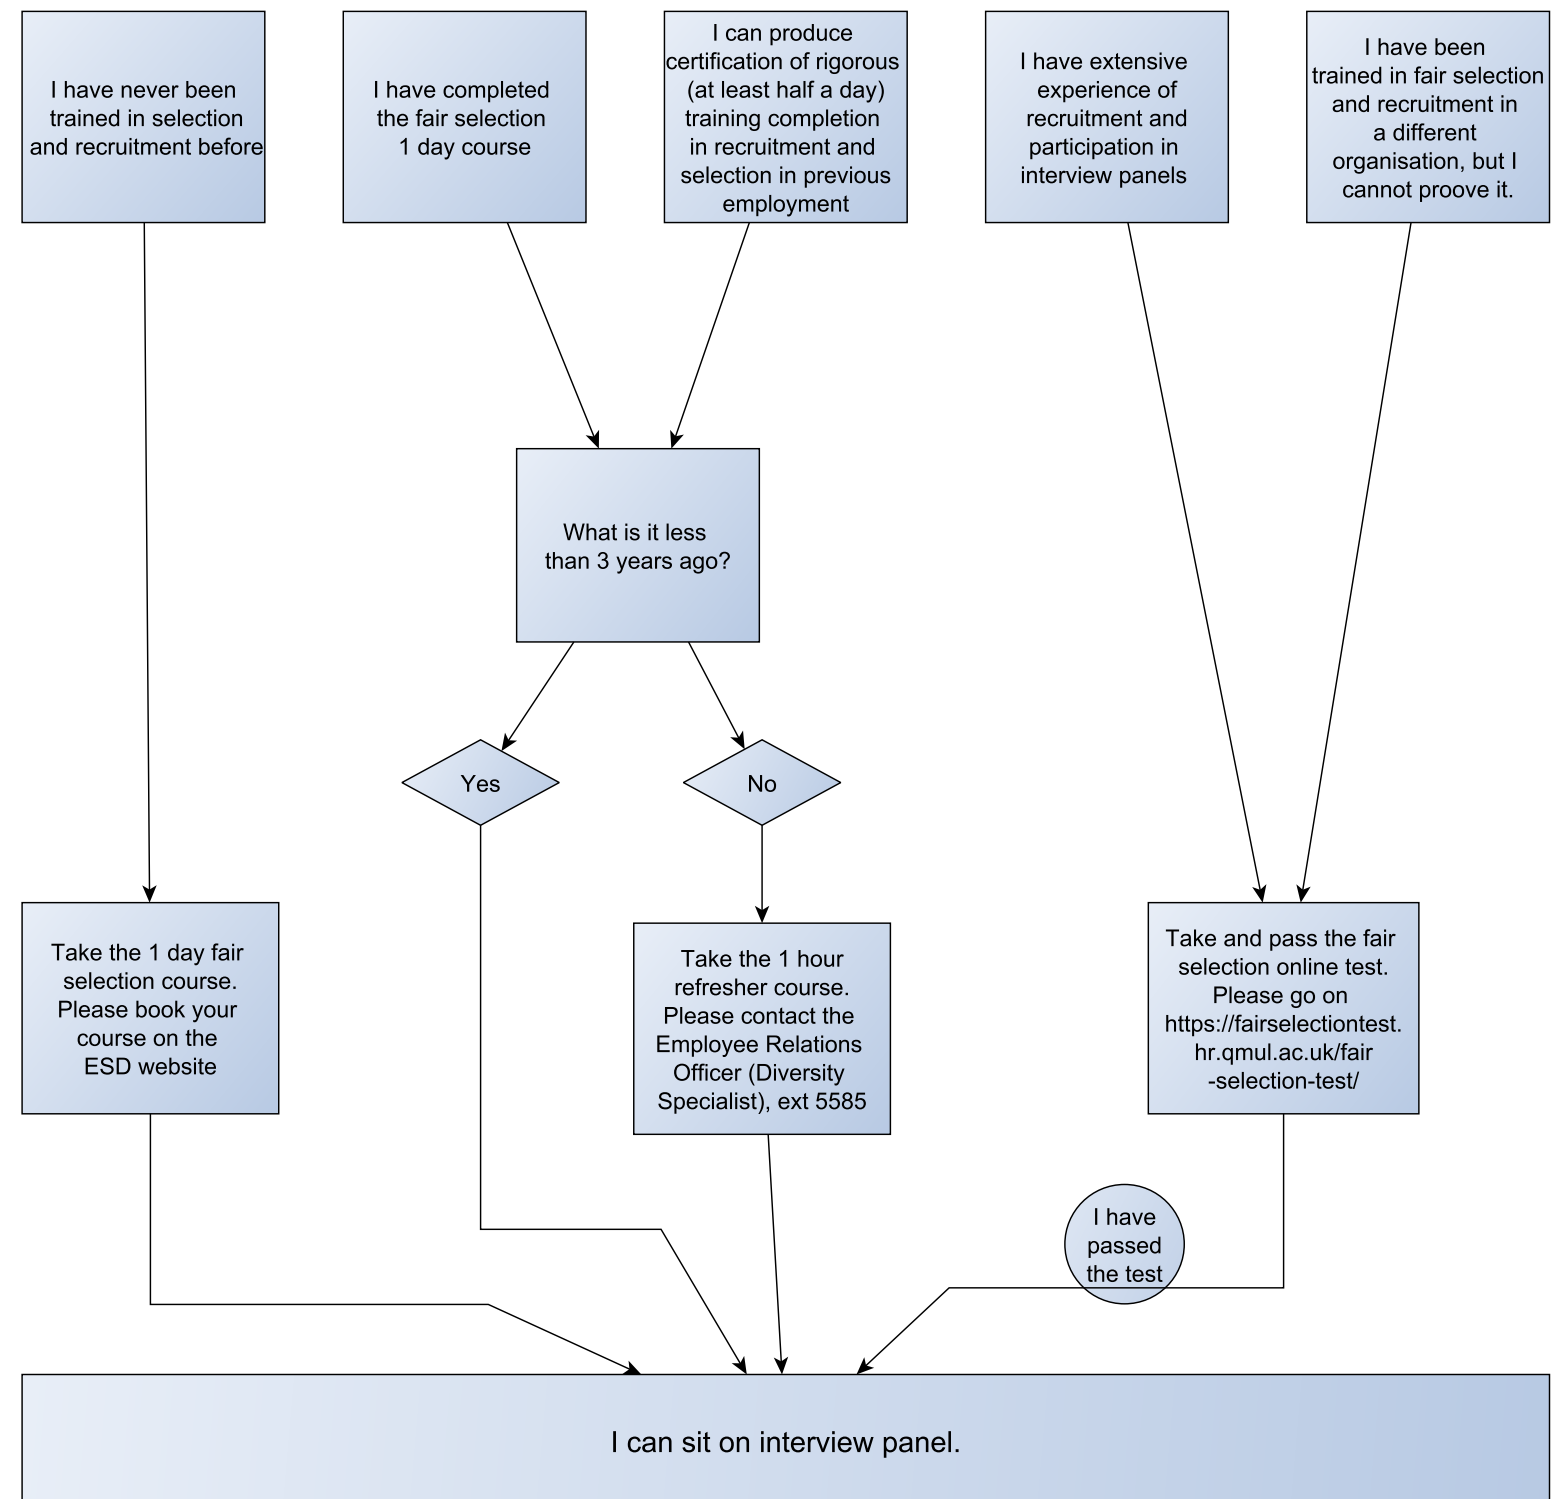 I have never been
trained in selection
and recruitment before
I have completed
the fair selection
1 day course
I can produce
certification of rigorous
(at least half a day)
training completion
in recruitment and
selection in previous
employment
I have extensive
experience of
recruitment and
participation in
interview panels
I have been
trained in fair selection
and recruitment in
a different
organisation, but I
cannot proove it.
What is it less
than 3 years ago?
Yes
No
Take the 1 day fair
selection course.
Please book your
course on the
ESD website
Take the 1 hour
refresher course.
Please contact the
Employee Relations
Officer (Diversity
Specialist), ext 5585
Take and pass the fair
selection online test.
Please go on
https://fairselectiontest.
hr.qmul.ac.uk/fair
-selection-test/
I have
passed
the test
I can sit on interview panel.